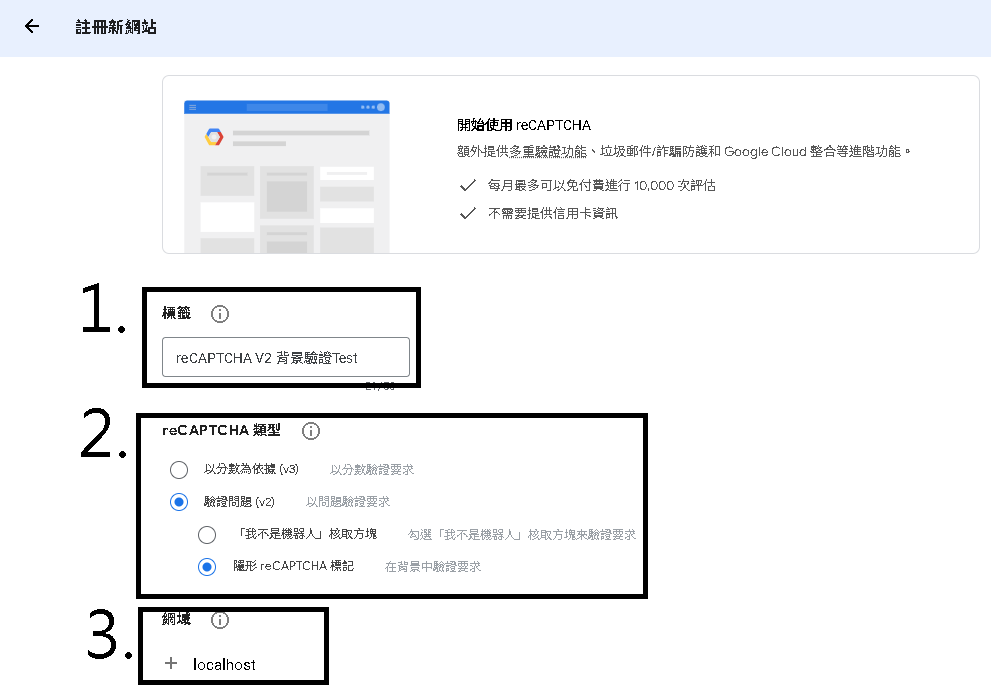 註冊新網站
開始使用 reCAPTCHA
額外提供多重驗證功能、垃圾郵件/詐騙防護和 Google Cloud 整合等進階功能。
每月最多可以免付費進行 10,000 次評估
不需要提供信用卡資訊
1.
標籤
reCAPTCHA V2 背景驗證Test
21/50
2.
reCAPTCHA 類型
以分數為依據 (v3) 以分數驗證要求
驗證問題 (v2) 以問題驗證要求
「我不是機器人」核取方塊 勾選「我不是機器人」核取方塊來驗證要求
隱形 reCAPTCHA 標記 在背景中驗證要求
3.
網域
+ localhost